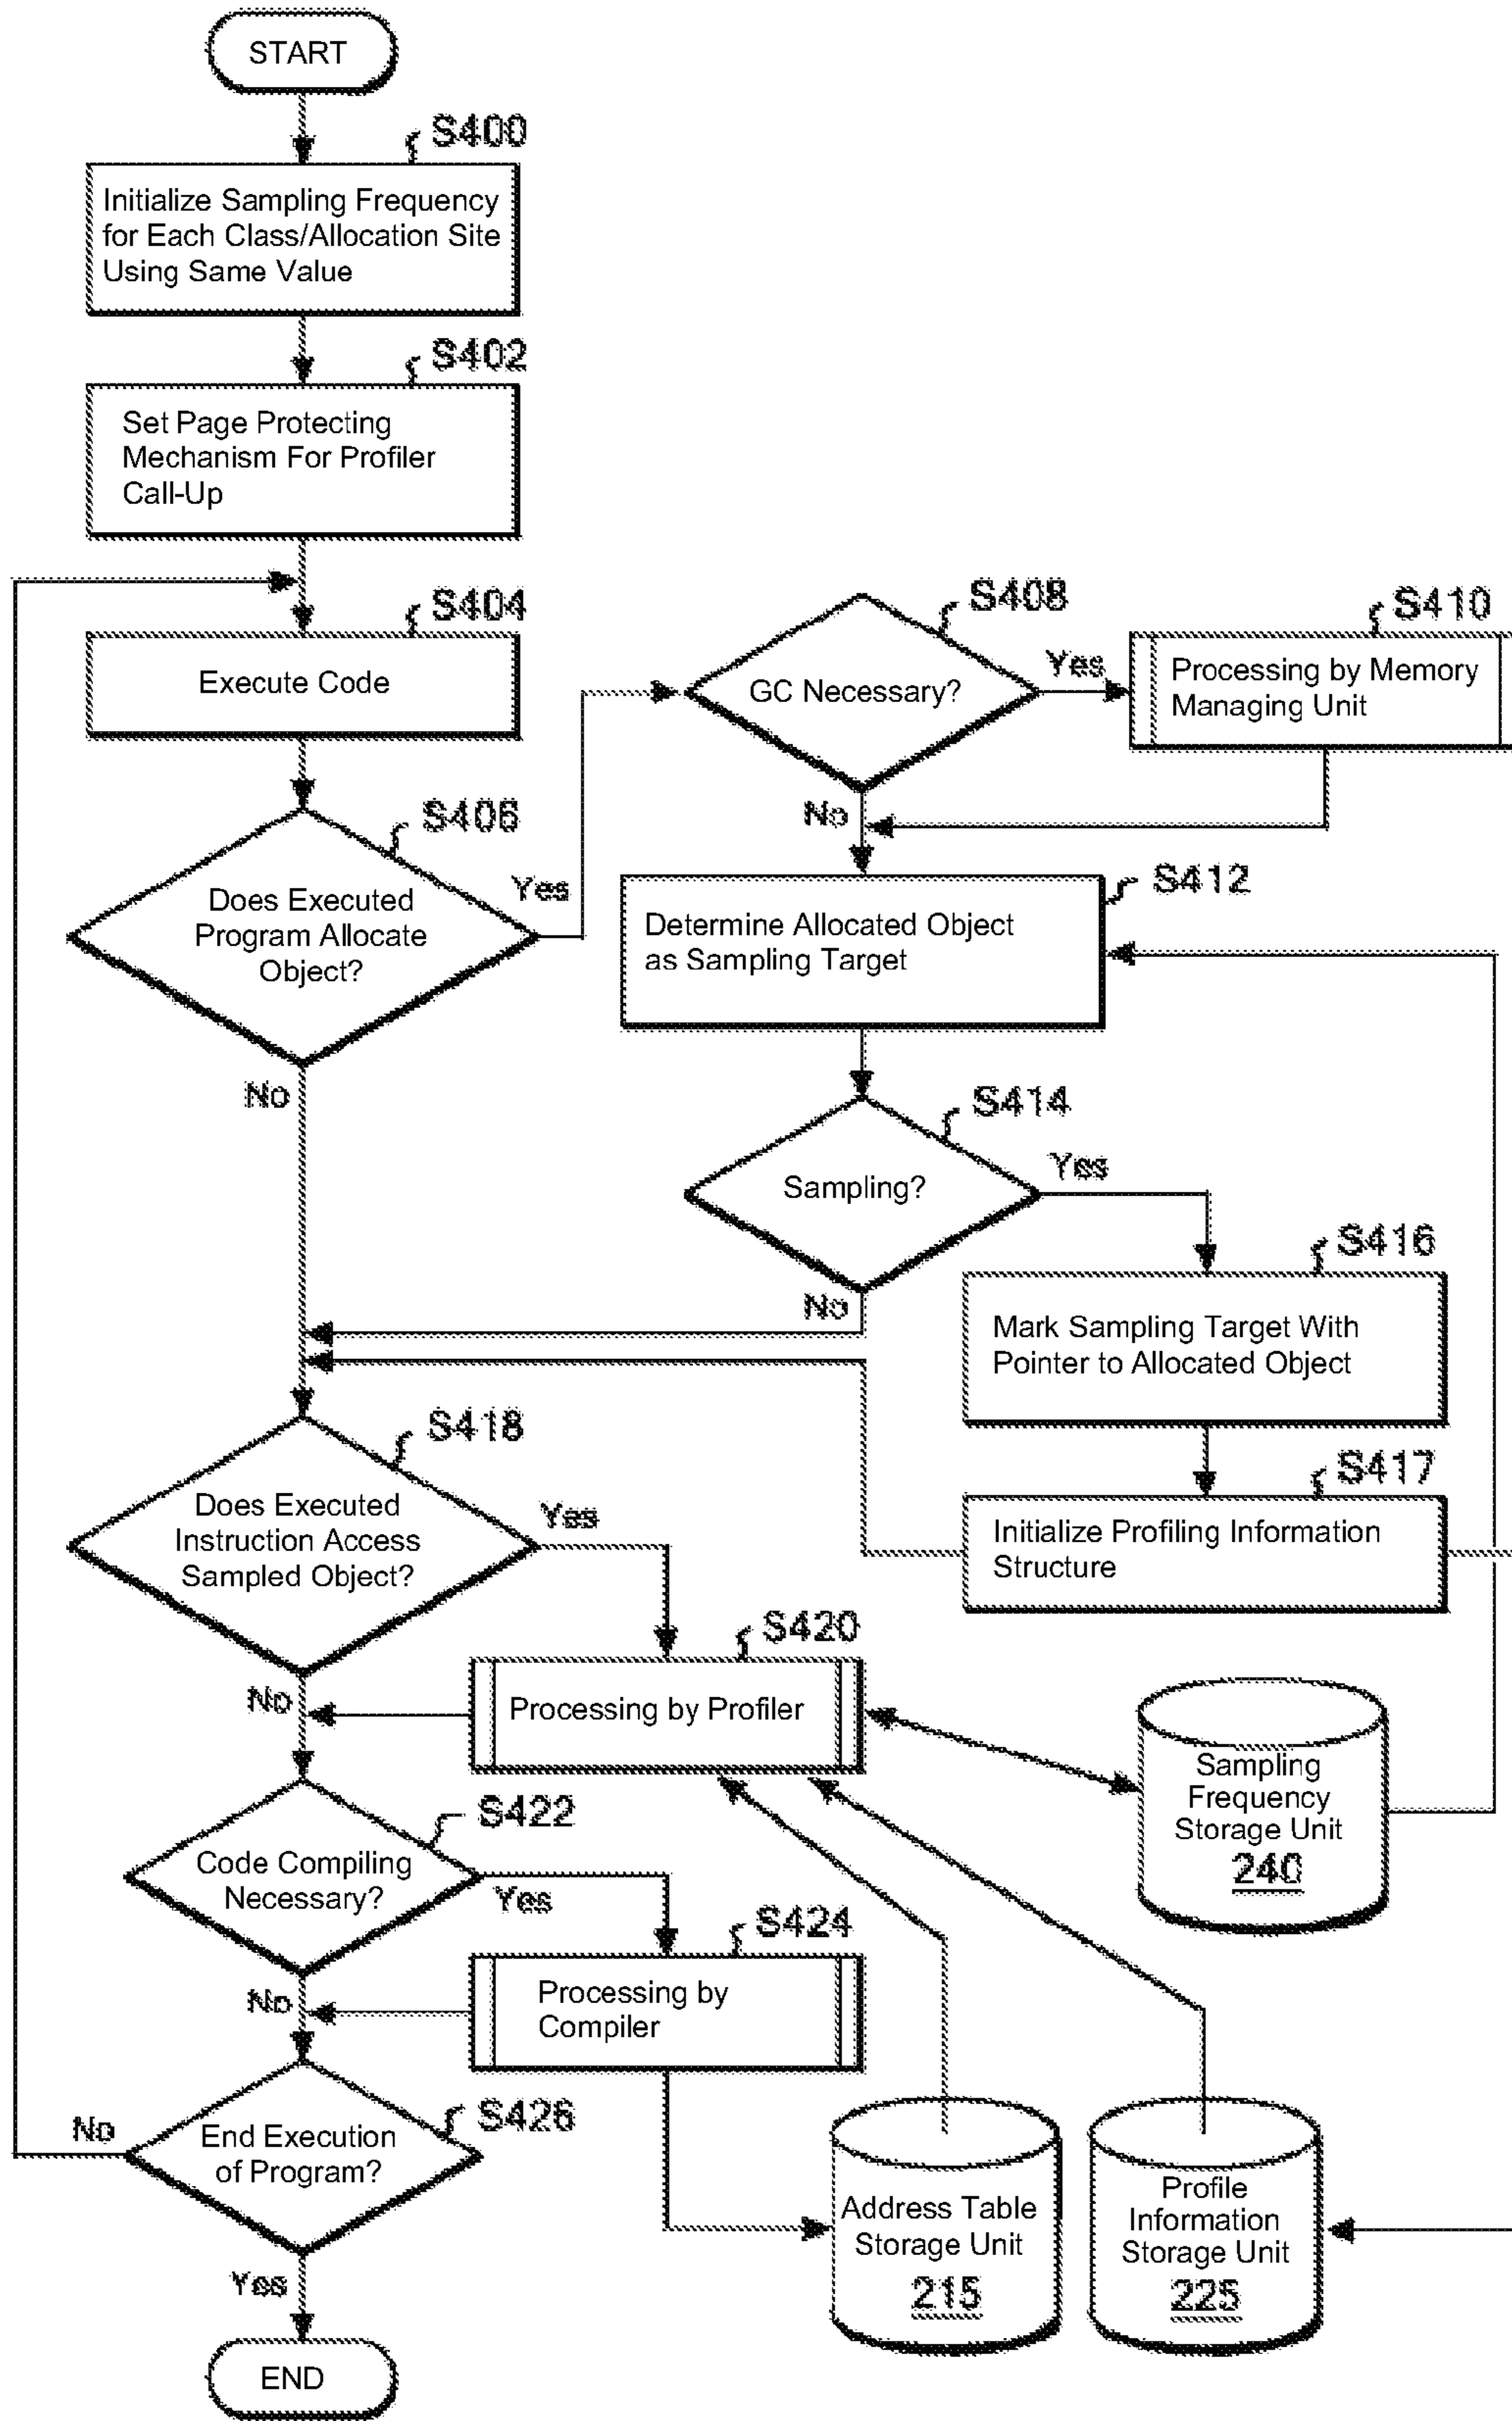 START
S400
Initialize Sampling Frequency
for Each Class/Allocation Site
Using Same Value
S402
Set Page Protecting
Mechanism For Profiler
Call-Up
S404
Execute Code
S406
Does Executed
Program Allocate
Object?
Yes
No
S408
GC Necessary?
Yes
No
S410
Processing by Memory
Managing Unit
S412
Determine Allocated Object
as Sampling Target
S414
Sampling?
Yes
No
S416
Mark Sampling Target With
Pointer to Allocated Object
S417
Initialize Profiling Information
Structure
S418
Does Executed
Instruction Access
Sampled Object?
Yes
No
S420
Processing by Profiler
Sampling
Frequency
Storage Unit
240
S422
Code Compiling
Necessary?
Yes
No
S424
Processing by
Compiler
S426
End Execution
of Program?
No
Yes
Address Table
Storage Unit
215
Profile
Information
Storage Unit
225
END